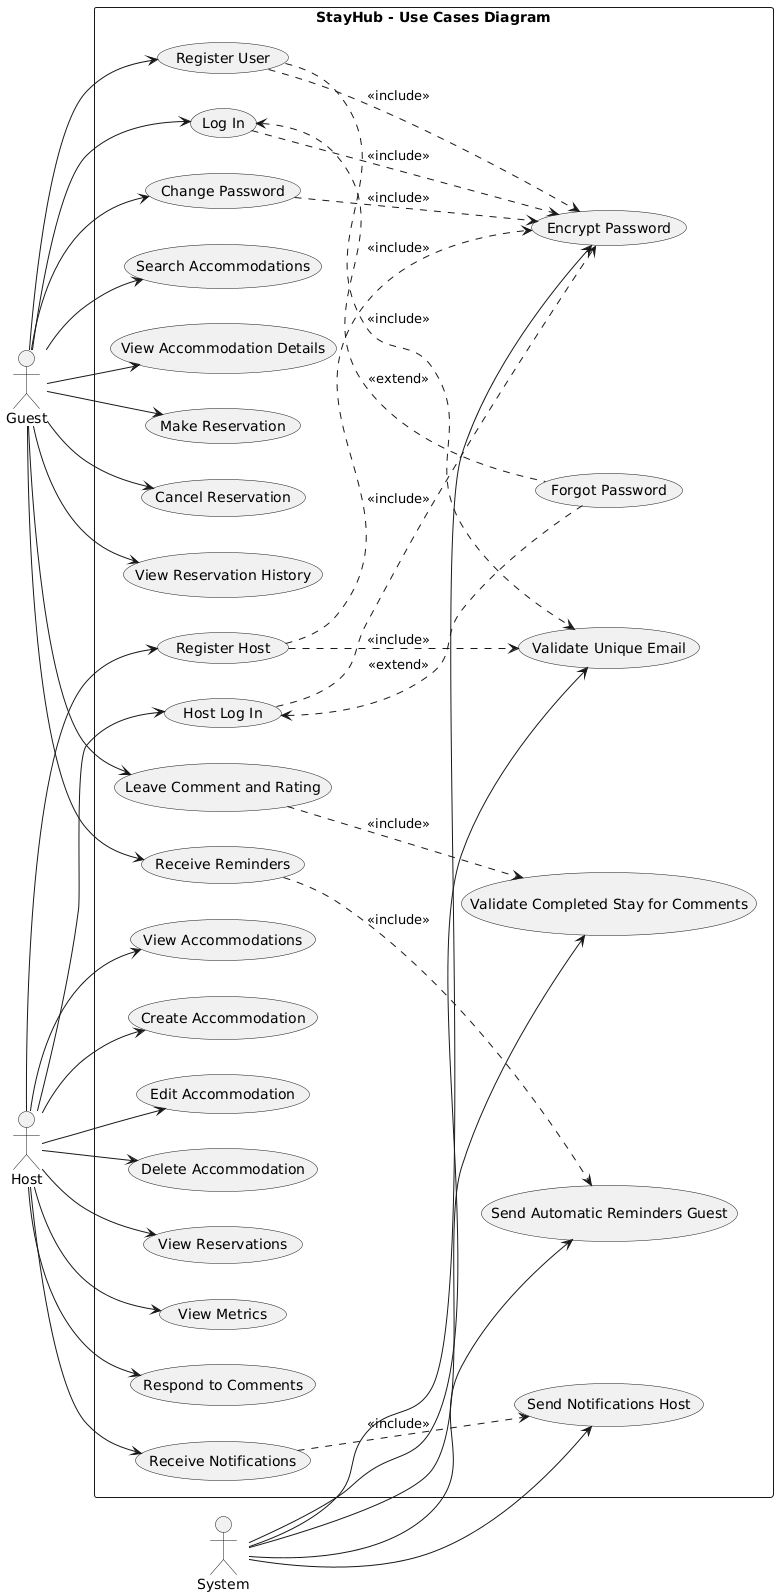 StayHub - Use Cases Diagram
Register User
«include»
Log In
«include»
Change Password
«include»
Encrypt Password
«include»
Search Accommodations
«include»
View Accommodation Details
«extend»
Guest
Make Reservation
Forgot Password
Cancel Reservation
«include»
View Reservation History
«include»
Register Host
Validate Unique Email
«extend»
Host Log In
Leave Comment and Rating
«include»
Receive Reminders
Validate Completed Stay for Comments
«include»
View Accommodations
Create Accommodation
Edit Accommodation
Delete Accommodation
Host
Send Automatic Reminders Guest
View Reservations
View Metrics
Respond to Comments
Send Notifications Host
«include»
Receive Notifications
System